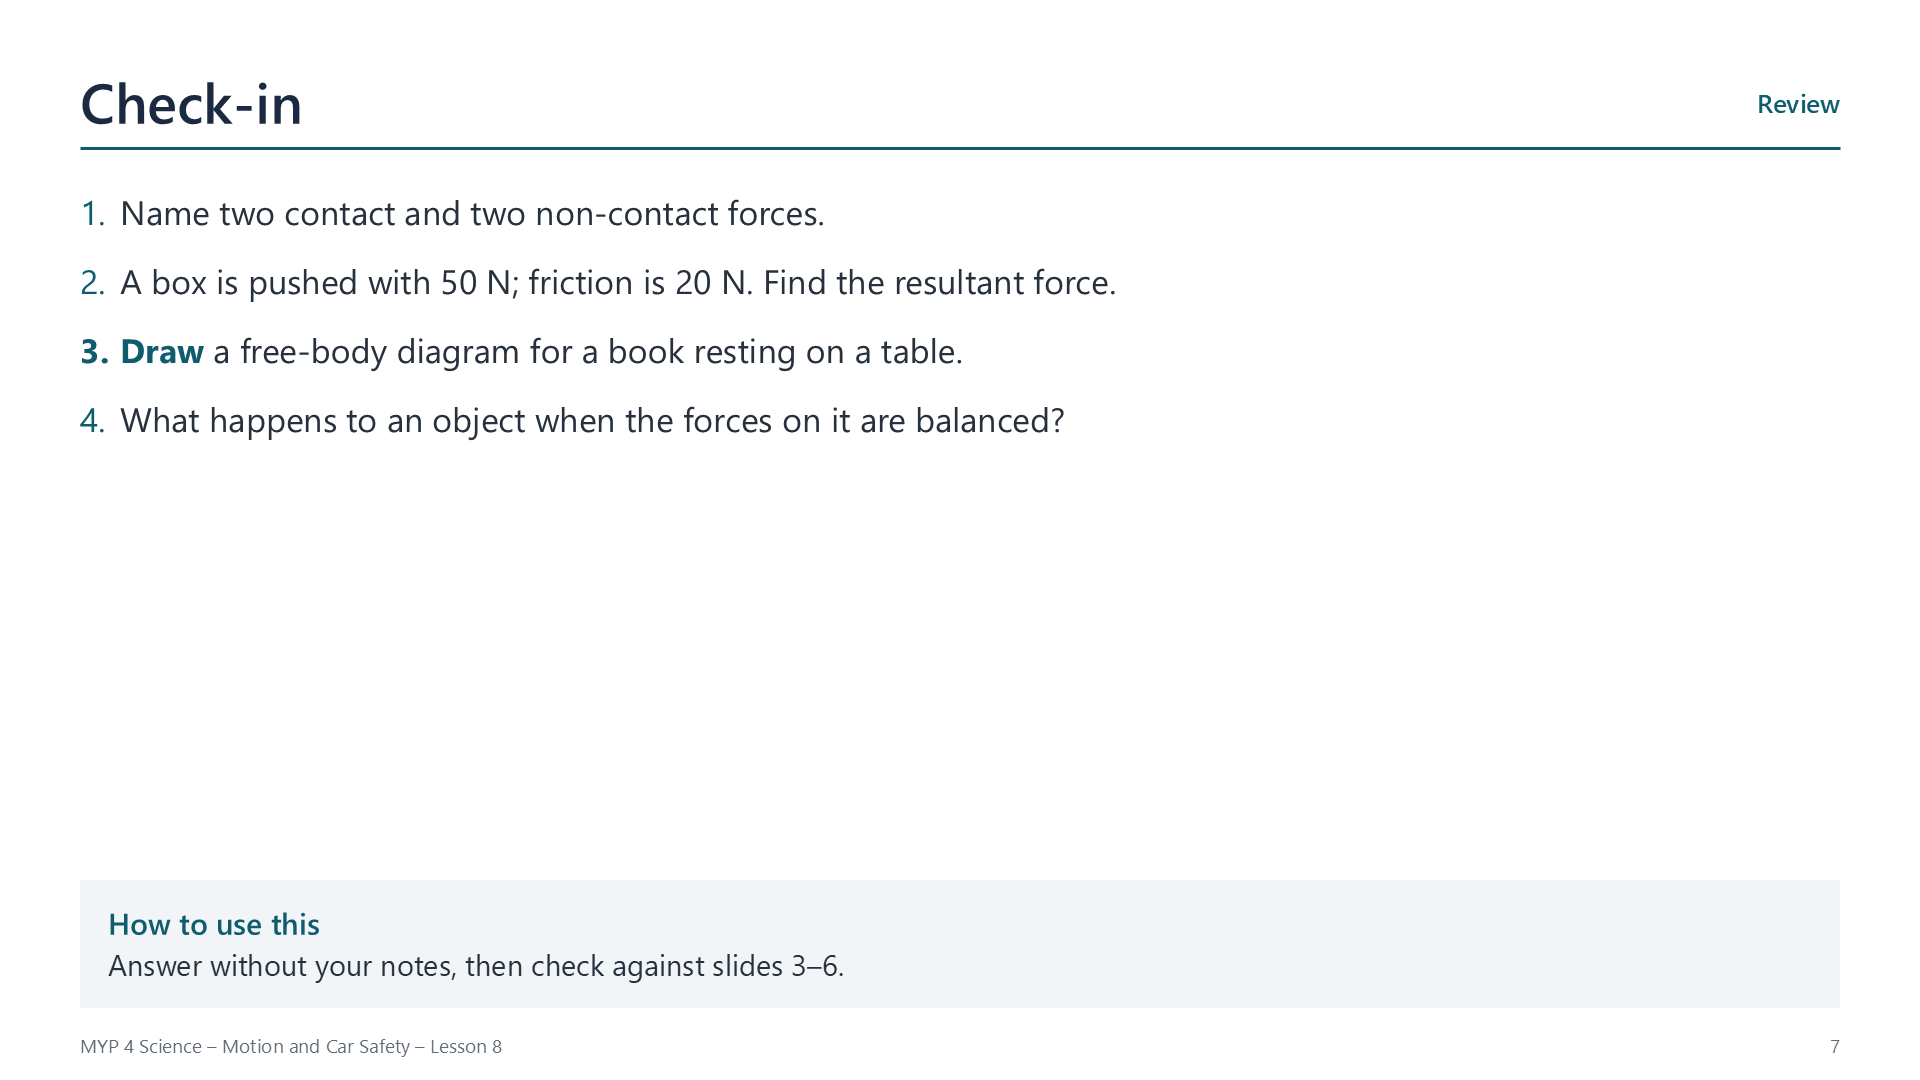 Check-in
Review
1. Name two contact and two non-contact forces.
2. A box is pushed with 50 N; friction is 20 N. Find the resultant force.
3. Draw a free-body diagram for a book resting on a table.
4. What happens to an object when the forces on it are balanced?
How to use this
Answer without your notes, then check against slides 3–6.
MYP 4 Science – Motion and Car Safety – Lesson 8
7